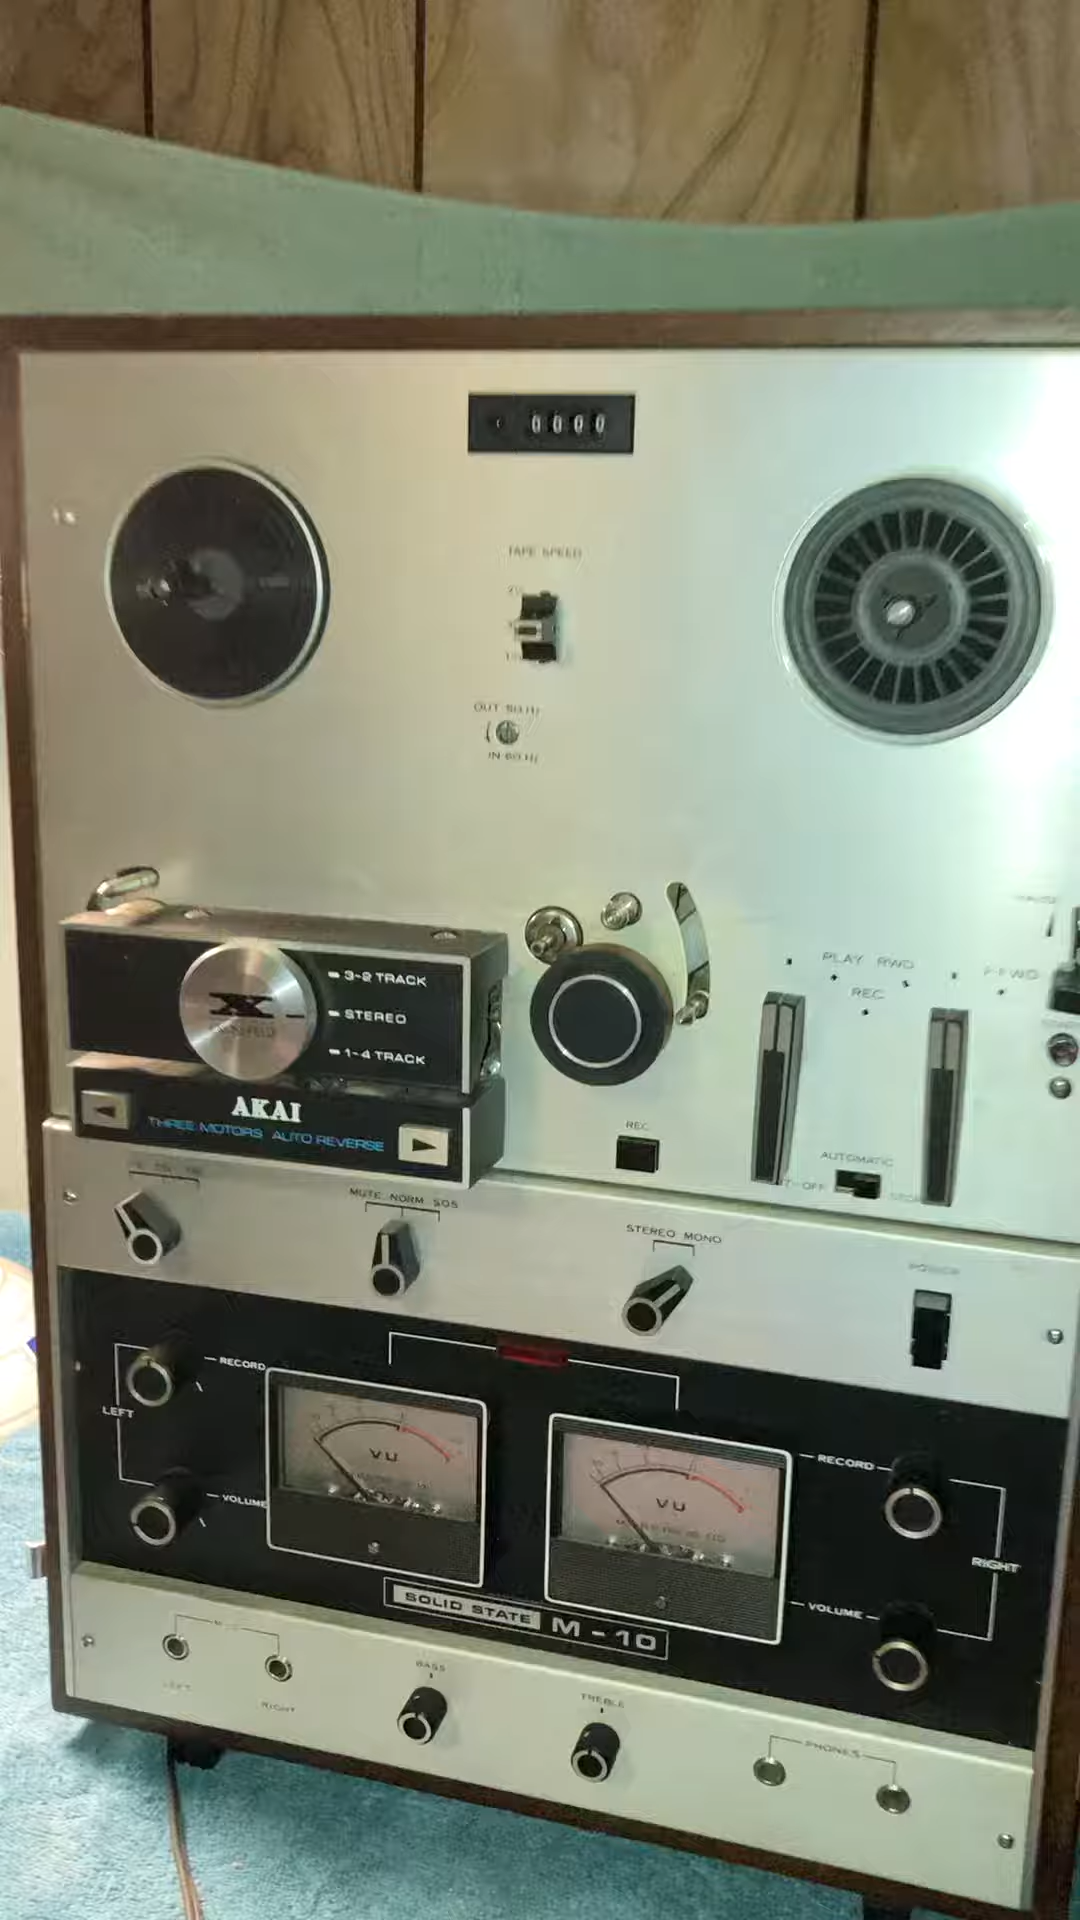 0000
TAPE SPEED
OUT 50 Hz
IN 60 Hz
3-2 TRACK
STEREO
1-4 TRACK
X
AKAI
THREE MOTORS AUTO REVERSE
PLAY RWD
REC
F.FWD
REC
AUTOMATIC
MUTE NORM SOS
STEREO MONO
POWER
RECORD
LEFT
VOLUME
VU
VU
RECORD
RIGHT
VOLUME
SOLID STATE M-10
LEFT
RIGHT
BASS
TREBLE
PHONES